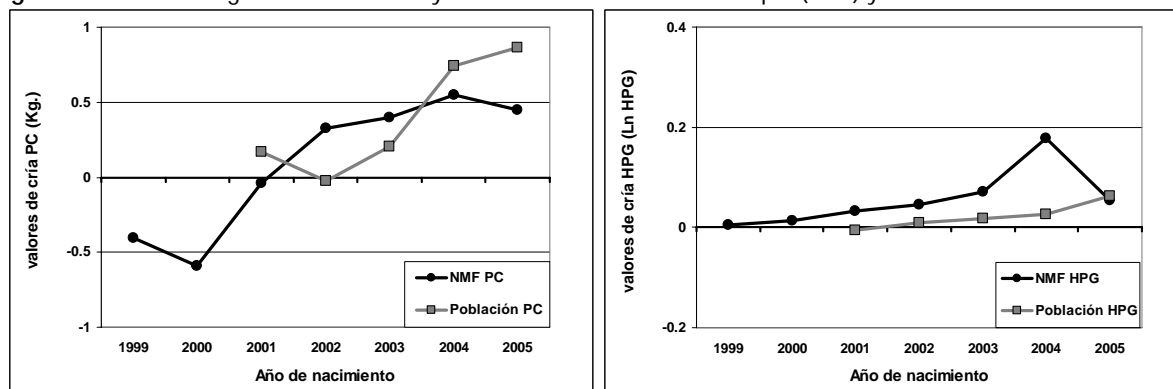 1
0.5
0
-0.5
-1
valores de cría PC (Kg.)
NMF PC
Población PC
1999 2000 2001 2002 2003 2004 2005
Año de nacimiento
0.4
0.2
0
-0.2
valores de cría HPG (Ln HPG)
NMF HPG
Población HPG
1999 2000 2001 2002 2003 2004 2005
Año de nacimiento